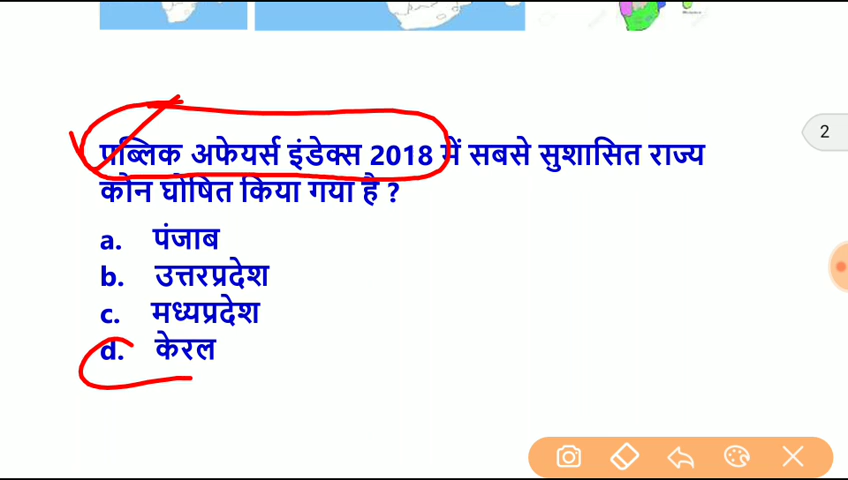 पब्लिक अफेयर्स इंडेक्स 2018 में सबसे सुशासित राज्य
कोन घोषित किया गया है ?
a. पंजाब
b. उत्तरप्रदेश
c. मध्यप्रदेश
d. केरल
2